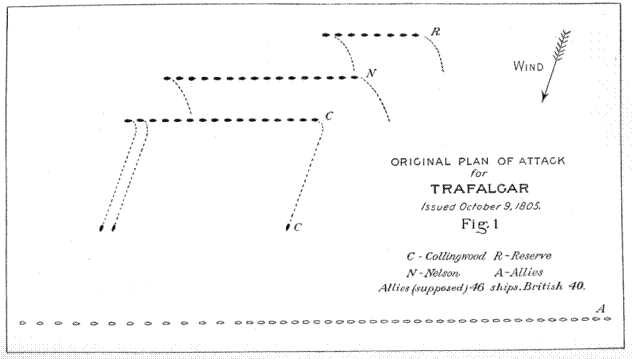 R
WIND
N
C
ORIGINAL PLAN OF ATTACK
for
TRAFALGAR
Issued October 9, 1805.
Fig. 1
C
C - Collingwood R - Reserve
N - Nelson A - Allies
Allies (supposed) 46 ships. British 40.
A